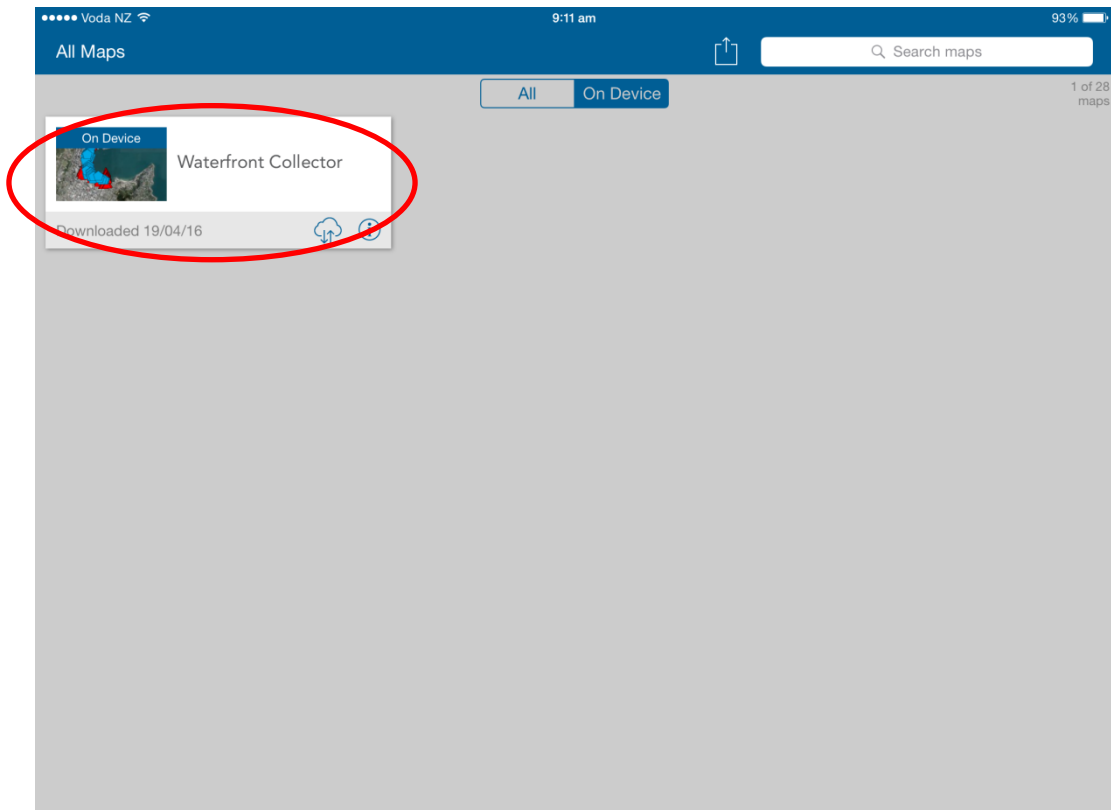 Voda NZ 9:11 am 93%
All Maps Search maps
All On Device 1 of 28
maps
On Device
Waterfront Collector
Downloaded 19/04/16